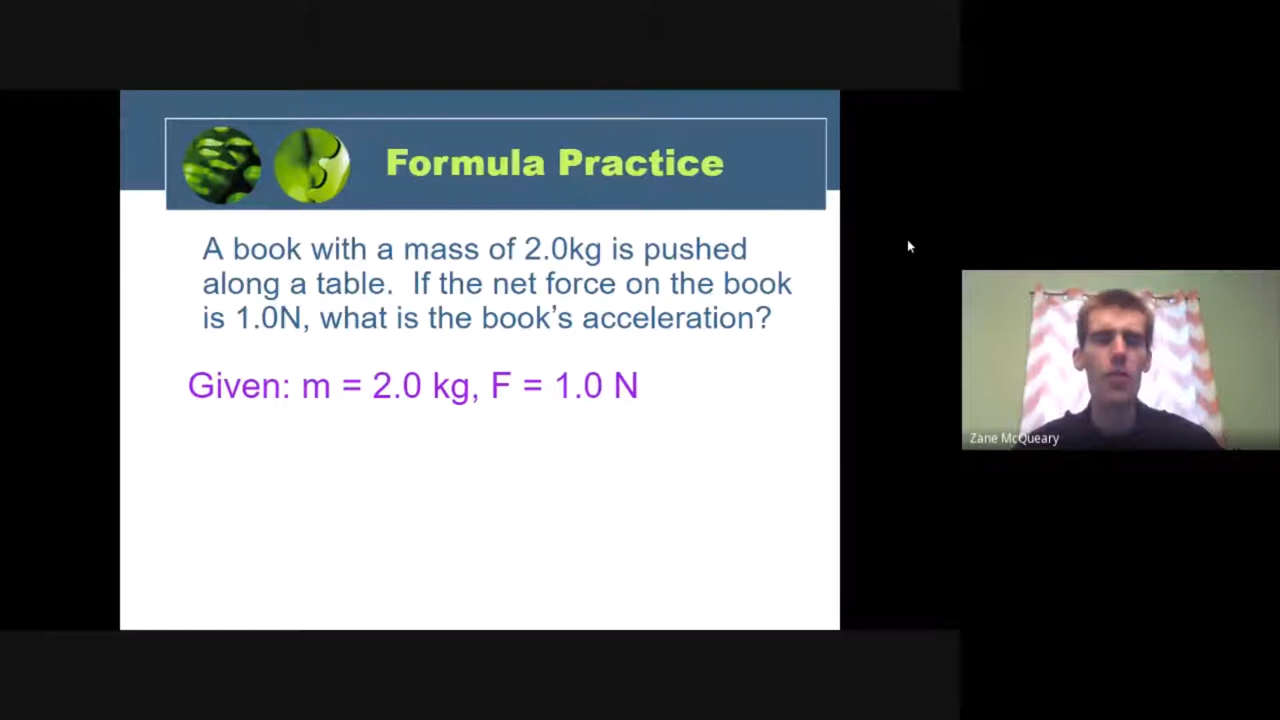 Formula Practice
A book with a mass of 2.0kg is pushed
along a table.  If the net force on the book
is 1.0N, what is the book’s acceleration?
Given: m = 2.0 kg, F = 1.0 N
Zane McQueary